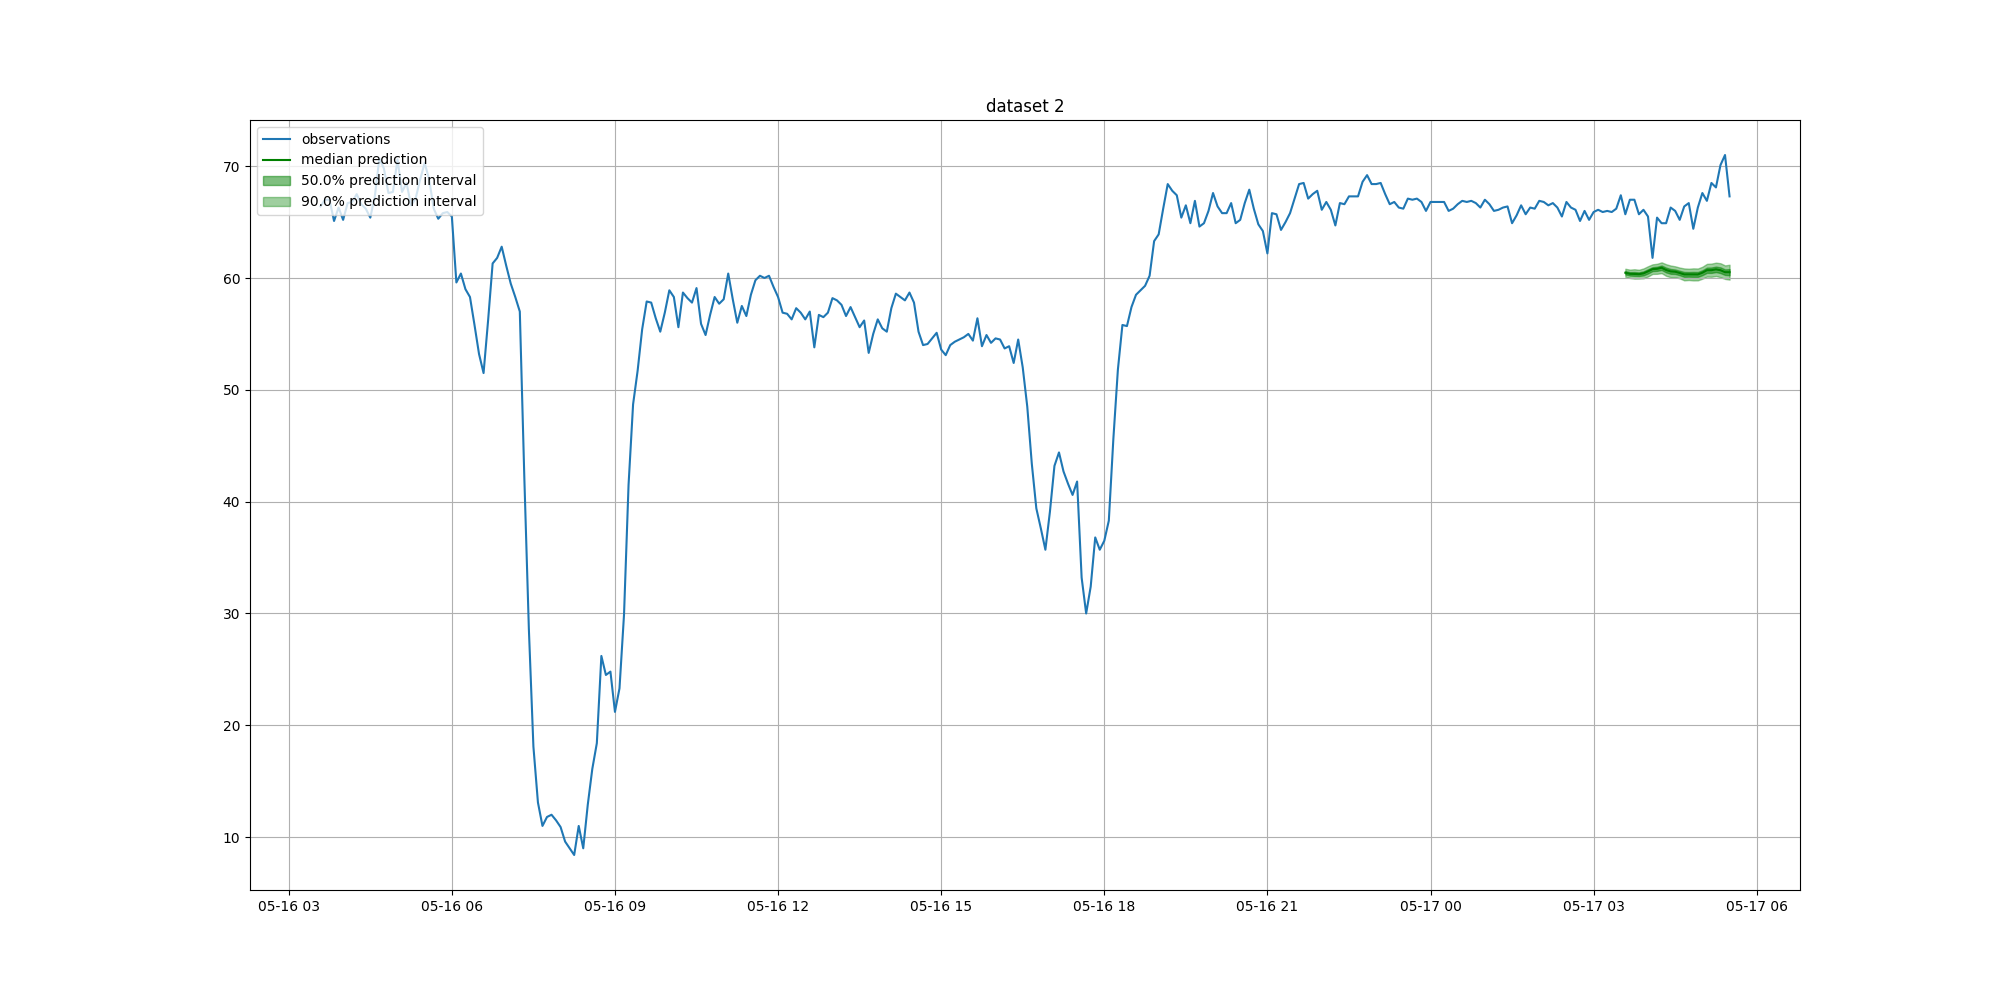 dataset 2
observations
median prediction
50.0% prediction interval
90.0% prediction interval
70
60
50
40
30
20
10
05-16 03 05-16 06 05-16 09 05-16 12 05-16 15 05-16 18 05-16 21 05-17 00 05-17 03 05-17 06